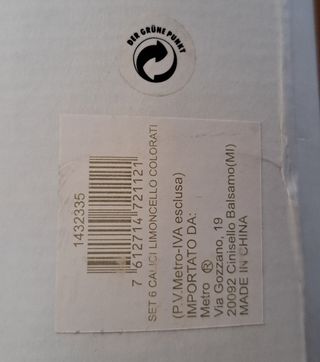 DER GRÜNE PUNKT
1432335
7 612714 721121
SET 6 CALICI LIMONCELLO COLORATI
(P.V.Metro-IVA esclusa)
IMPORTATO DA:
Metro ®
Via Gozzano, 19
20092 Cinisello Balsamo(MI)
MADE IN CHINA